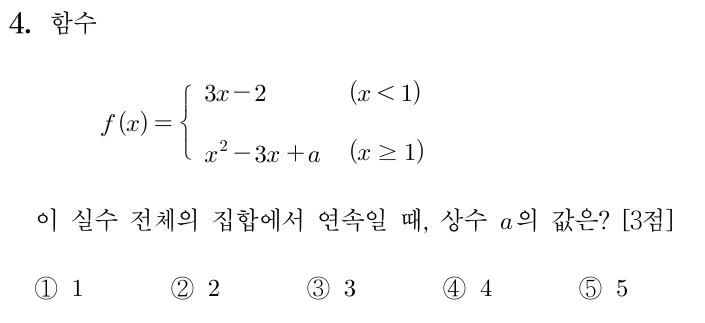 4. 함수
f(x) = { 3x-2 (x < 1)
x² - 3x + a (x ≥ 1)
이 실수 전체의 집합에서 연속일 때, 상수 a의 값은? [3점]
① 1 ② 2 ③ 3 ④ 4 ⑤ 5